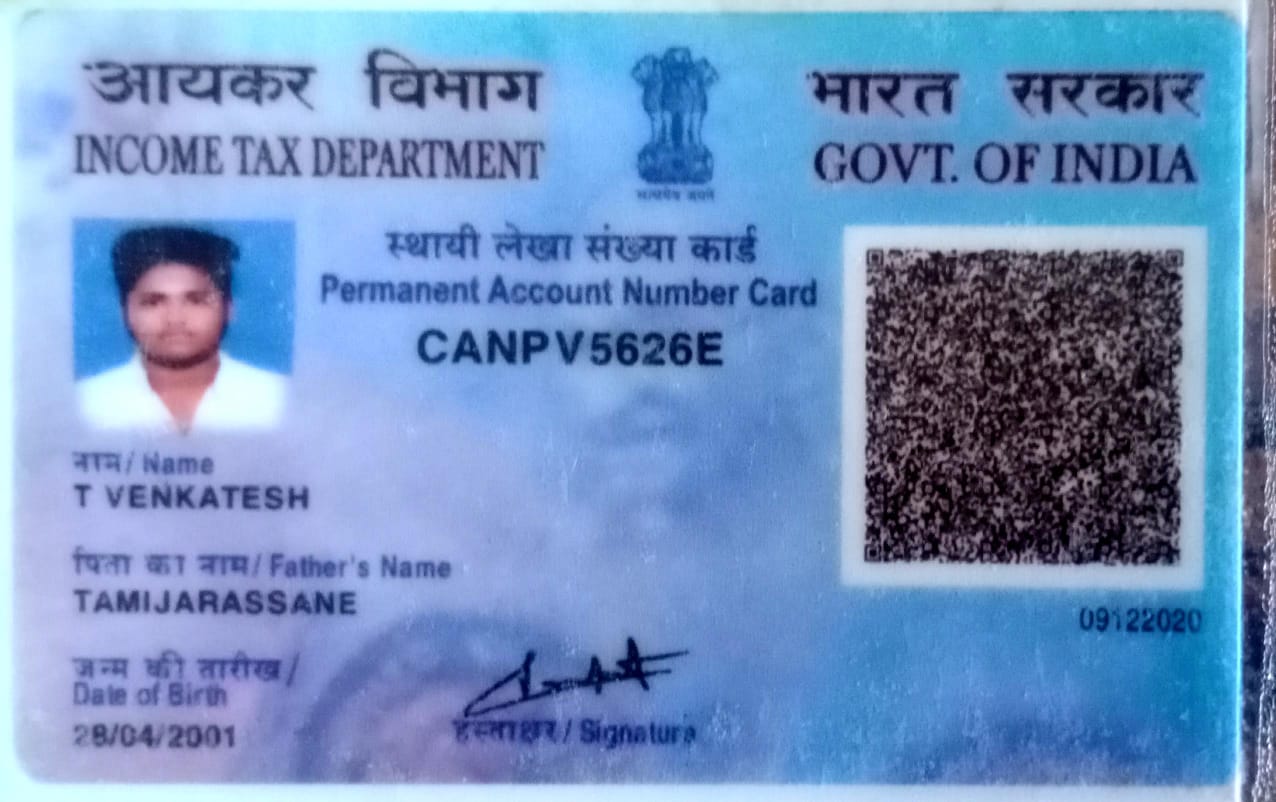 आयकर विभाग
INCOME TAX DEPARTMENT
भारत सरकार
GOVT. OF INDIA
सत्यमेव जयते
स्थायी लेखा संख्या कार्ड
Permanent Account Number Card
CANPV5626E
नाम / Name
T VENKATESH
पिता का नाम / Father's Name
TAMIJARASSANE
जन्म की तारीख /
Date of Birth
28/04/2001
हस्ताक्षर / Signature
09122020